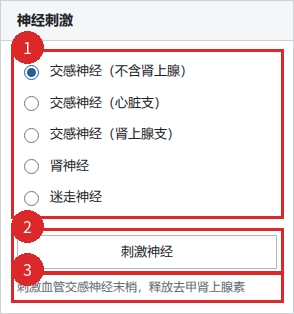 神经刺激
1
交感神经（不含肾上腺）
交感神经（心脏支）
交感神经（肾上腺支）
肾神经
迷走神经
2
刺激神经
3
刺激血管交感神经末梢，释放去甲肾上腺素